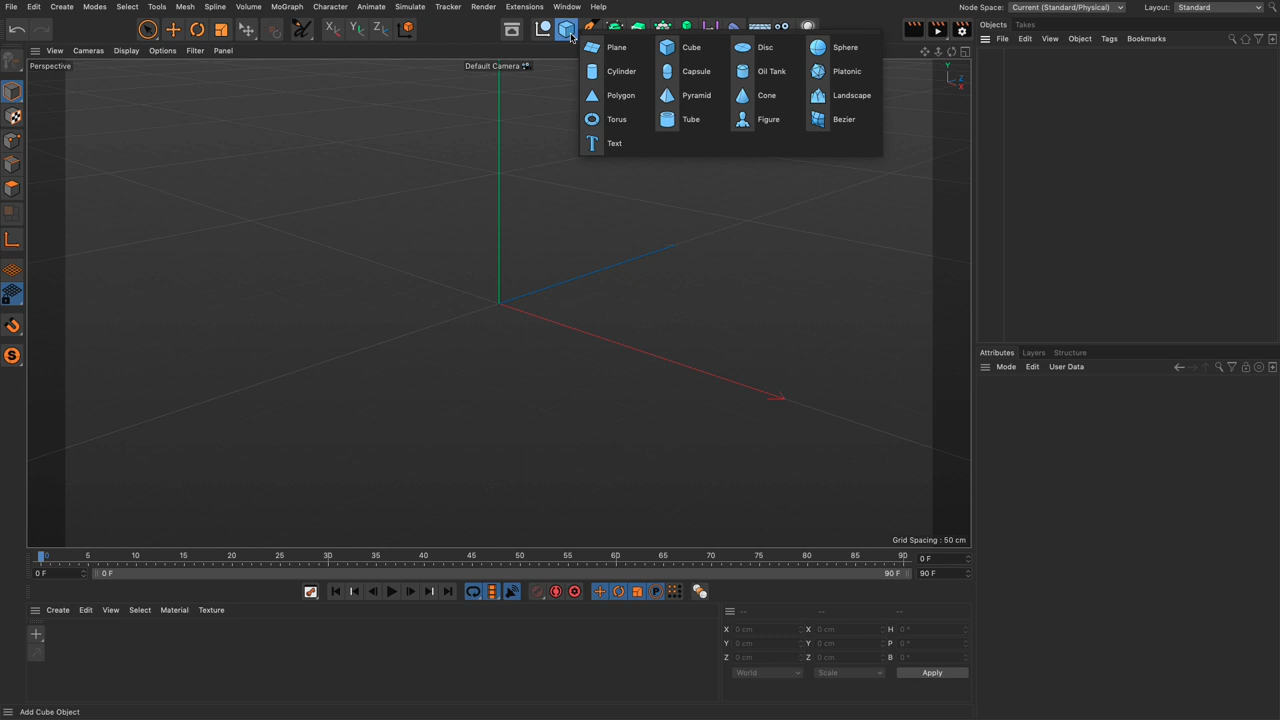 File Edit Create Modes Select Tools Mesh Spline Volume MoGraph Character Animate Simulate Tracker Render Extensions Window Help Node Space: Current (Standard/Physical) Layout: Standard
Objects Takes
View Cameras Display Options Filter Panel
File Edit View Object Tags Bookmarks
Perspective
Default Camera
Y
Z
X
Plane Cube Disc Sphere
Cylinder Capsule Oil Tank Platonic
Polygon Pyramid Cone Landscape
Torus Tube Figure Bezier
Text
Attributes Layers Structure
Mode Edit User Data
Grid Spacing : 50 cm
0 5 10 15 20 25 30 35 40 45 50 55 60 65 70 75 80 85 90 0 F
0 F 0 F 90 F 90 F
Create Edit View Select Material Texture
-- -- --
X 0 cm X 0 cm H 0 °
Y 0 cm Y 0 cm P 0 °
Z 0 cm Z 0 cm B 0 °
World Scale Apply
Add Cube Object